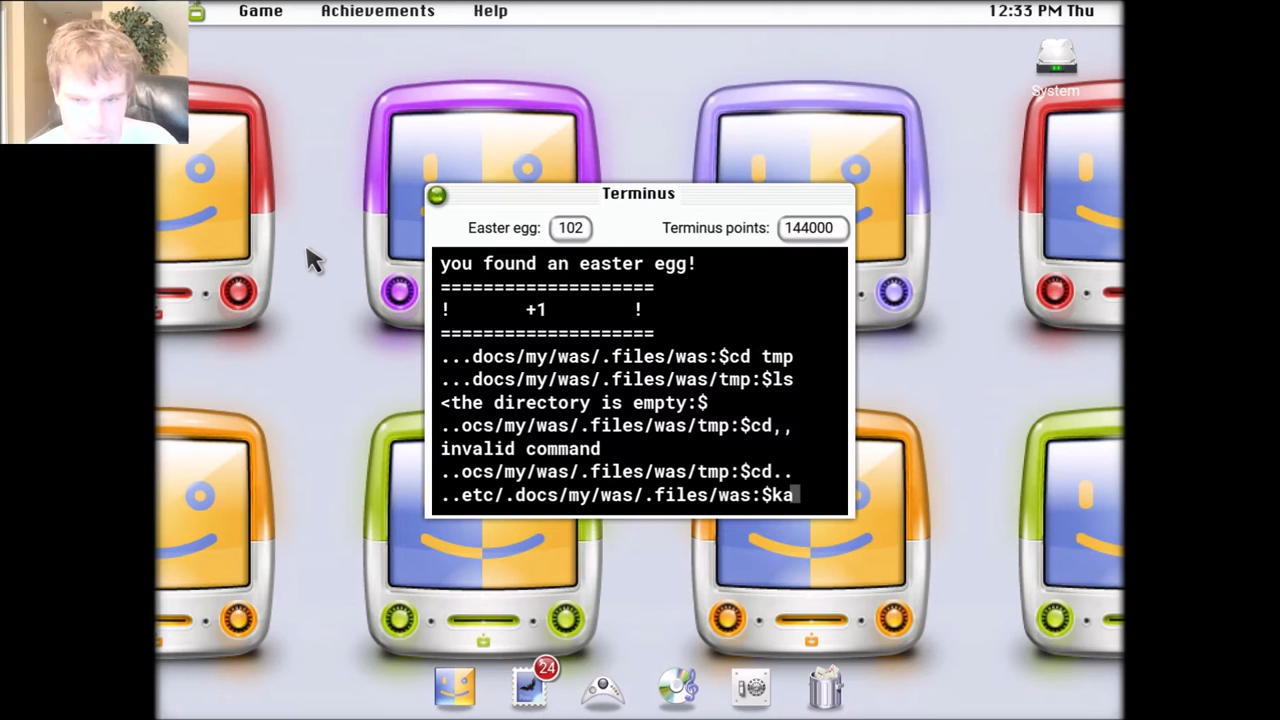 Game Achievements Help 12:33 PM Thu
System
Terminus
Easter egg: 102 Terminus points: 144000
you found an easter egg!
====================
! +1 !
====================
...docs/my/was/.files/was:$cd tmp
...docs/my/was/.files/was/tmp:$ls
<the directory is empty:$
..ocs/my/was/.files/was/tmp:$cd,,
invalid command
..ocs/my/was/.files/was/tmp:$cd..
..etc/.docs/my/was/.files/was:$ka
24